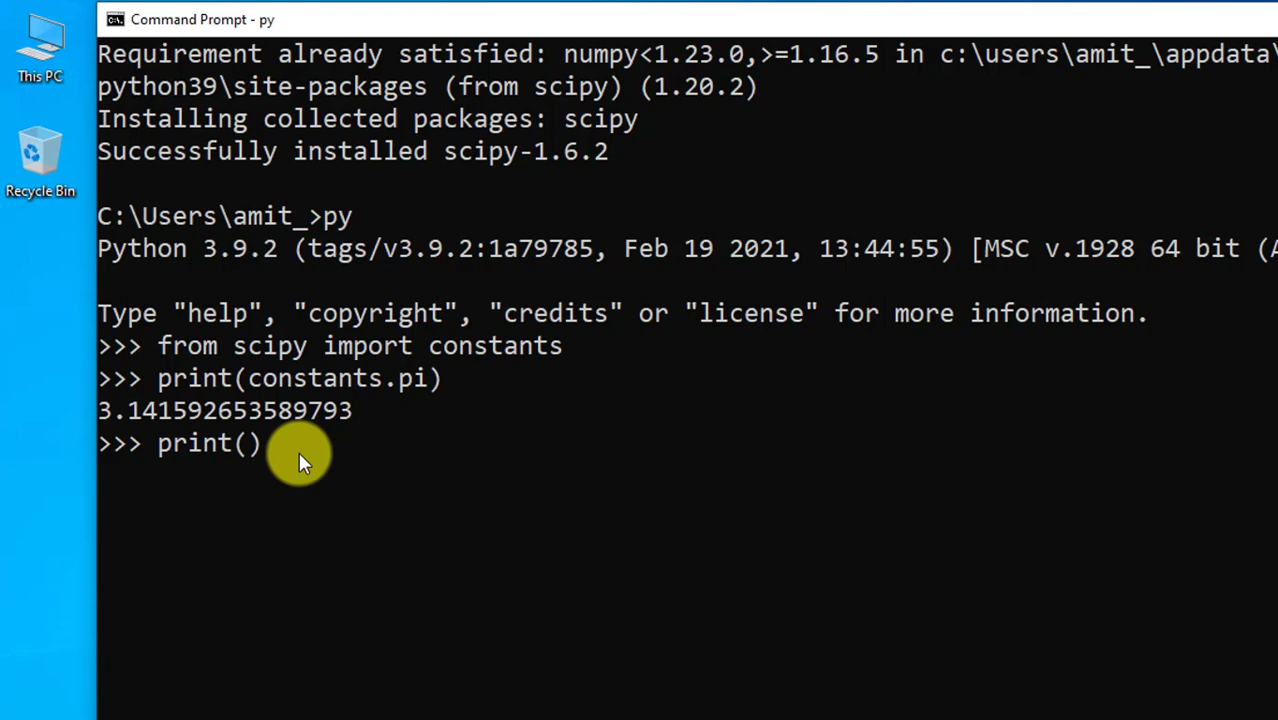 This PC
Recycle Bin
Command Prompt - py
Requirement already satisfied: numpy<1.23.0,>=1.16.5 in c:\users\amit_\appdata\
python39\site-packages (from scipy) (1.20.2)
Installing collected packages: scipy
Successfully installed scipy-1.6.2
C:\Users\amit_>py
Python 3.9.2 (tags/v3.9.2:1a79785, Feb 19 2021, 13:44:55) [MSC v.1928 64 bit (A
Type "help", "copyright", "credits" or "license" for more information.
>>> from scipy import constants
>>> print(constants.pi)
3.141592653589793
>>> print()